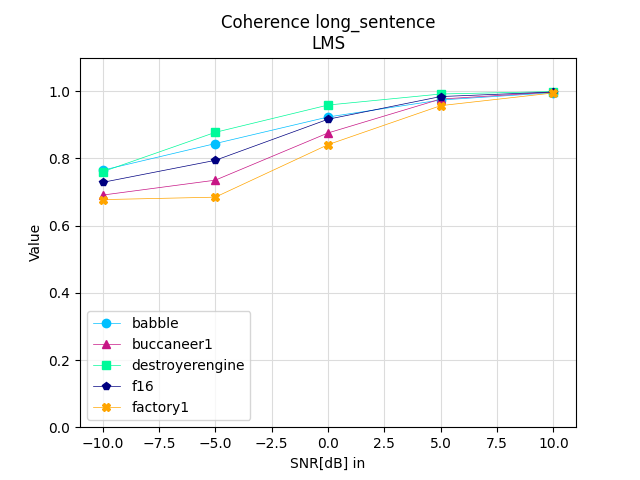 Coherence long_sentence
LMS
1.0
0.8
0.6
0.4
0.2
0.0
Value
babble
buccaneer1
destroyerengine
f16
factory1
−10.0 −7.5 −5.0 −2.5 0.0 2.5 5.0 7.5 10.0
SNR[dB] in